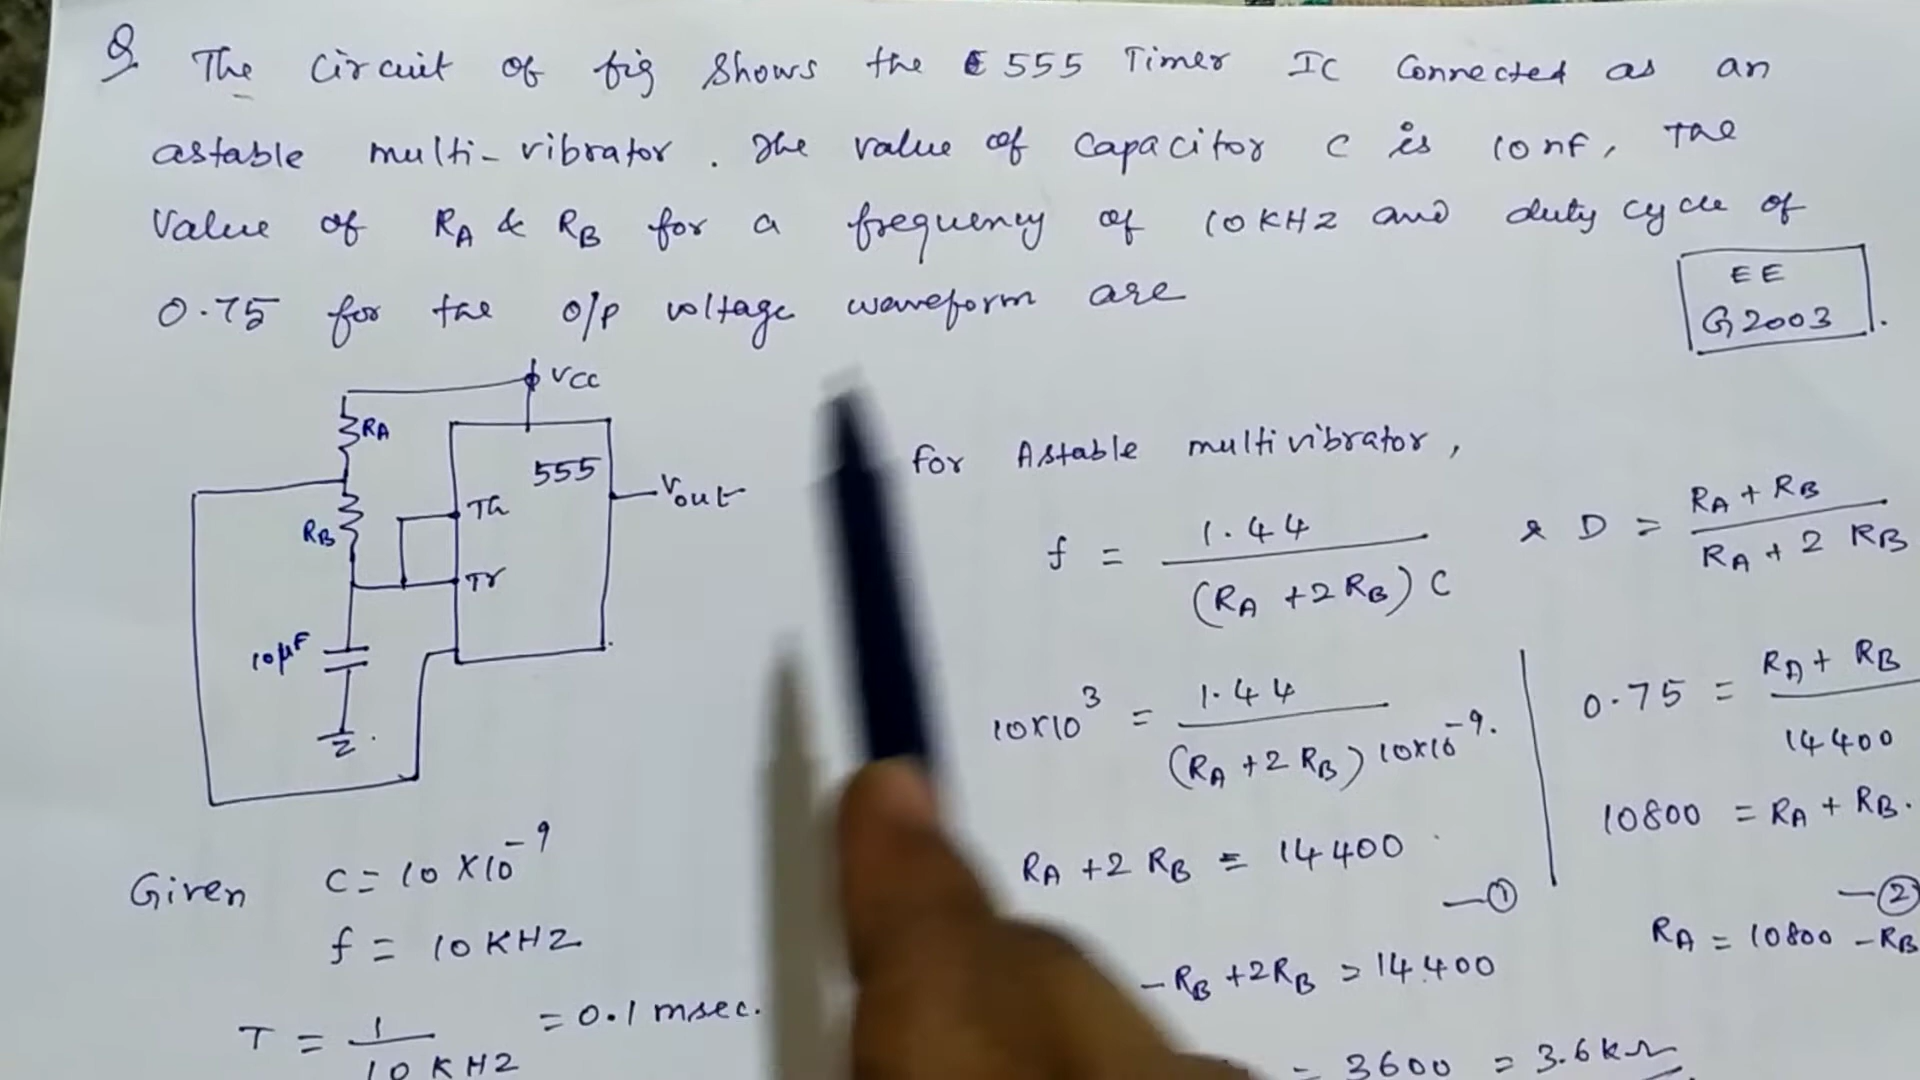 Q The Circuit of fig Shows the 555 Timer IC Connected as an
astable multi-vibrator. The value of Capacitor C is 10nF, The
Value of RA & RB for a frequency of 10KHZ and duty cycle of
0.75 for the o/p voltage waveform are
EE
G2003
VCC
RA
555
Vout
Th
RB
Tr
10μF
Given C = 10 X 10^-9
f = 10 KHZ
T = 1/10 KHZ = 0.1 msec.
For Astable multivibrator,
f = 1.44/(RA + 2RB) C & D = RA + RB/RA + 2 RB
10x10^3 = 1.44/(RA + 2 RB) 10x10^-9.
RA + 2 RB = 14400
—①
- RB + 2RB = 14400
= 3600 = 3.6kΩ
0.75 = RA + RB/14400
10800 = RA + RB.
—②
RA = 10800 - RB